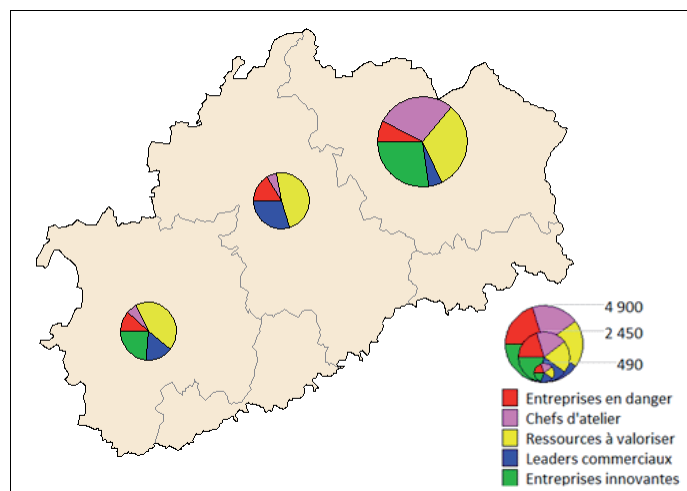 4 900
2 450
490
Entreprises en danger
Chefs d'atelier
Ressources à valoriser
Leaders commerciaux
Entreprises innovantes